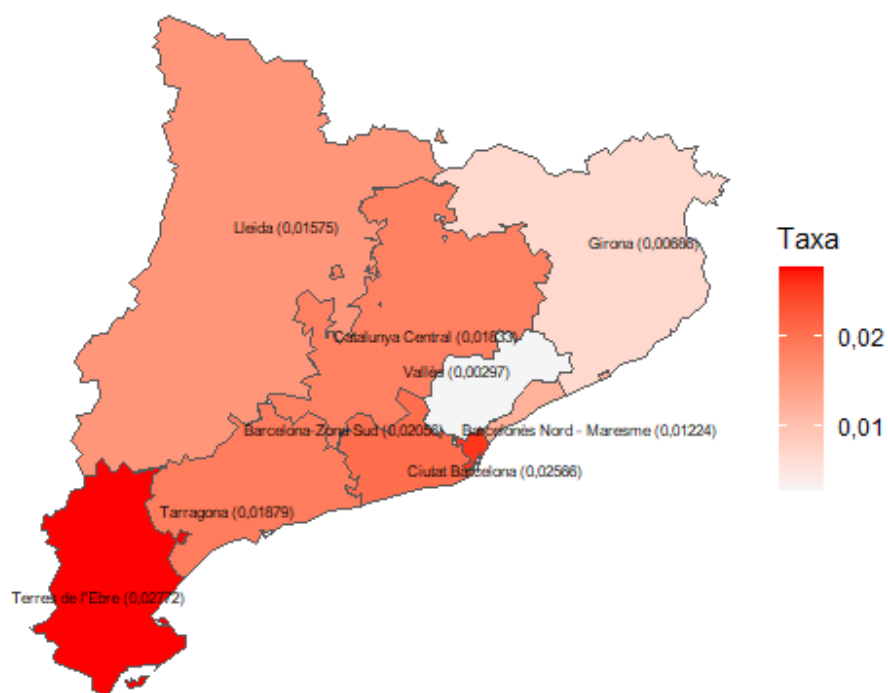 Lleida (0,01575)
Girona (0,00688)
Taxa
0,02
Catalunya Central (0,01833)
Vallès (0,00297)
0,01
Barcelona-Zona Sud (0,02056)
Barcelonès Nord - Maresme (0,01224)
Ciutat Barcelona (0,02566)
Tarragona (0,01879)
Terres de l'Ebre (0,02772)